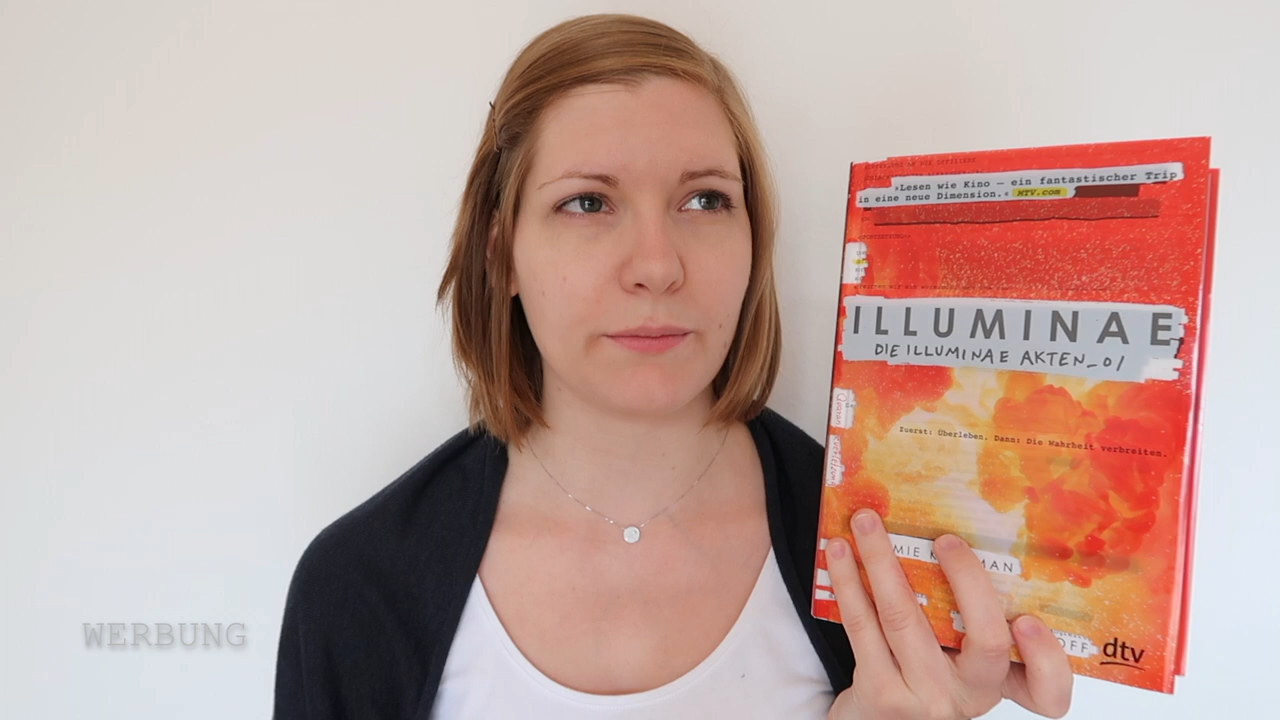 »Lesen wie Kino – ein fantastischer Trip
in eine neue Dimension.« MTV.com
ILLUMINAE
DIE ILLUMINAE AKTEN_01
Zuerst: Überleben. Dann: Die Wahrheit verbreiten.
MIE K MAN
OFF
dtv
WERBUNG